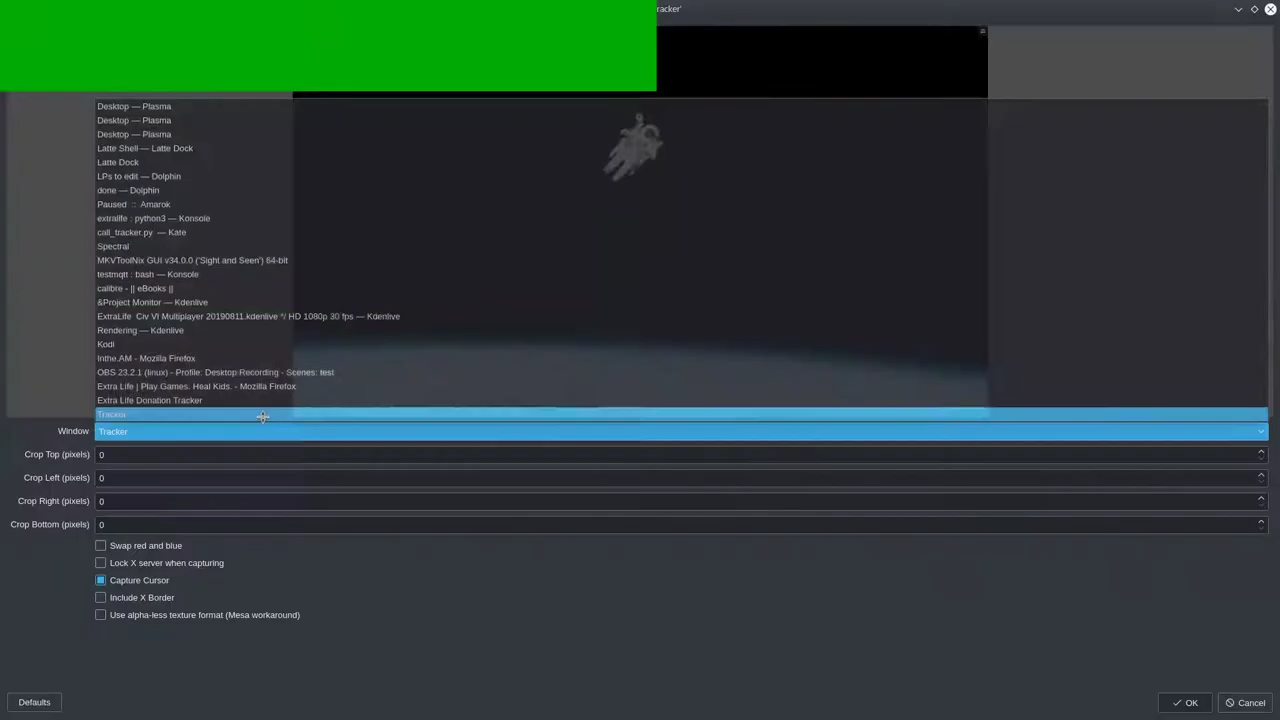 racker'
Desktop — Plasma
Desktop — Plasma
Desktop — Plasma
Latte Shell — Latte Dock
Latte Dock
LPs to edit — Dolphin
done — Dolphin
Paused :: Amarok
extralife : python3 — Konsole
call_tracker.py — Kate
Spectral
MKVToolNix GUI v34.0.0 ('Sight and Seen') 64-bit
testmqtt : bash — Konsole
calibre - || eBooks ||
&Project Monitor — Kdenlive
ExtraLife Civ VI Multiplayer 20190811.kdenlive */ HD 1080p 30 fps — Kdenlive
Rendering — Kdenlive
Kodi
Inthe.AM - Mozilla Firefox
OBS 23.2.1 (linux) - Profile: Desktop Recording - Scenes: test
Extra Life | Play Games. Heal Kids. - Mozilla Firefox
Extra Life Donation Tracker
Tracker
Window Tracker
Crop Top (pixels) 0
Crop Left (pixels) 0
Crop Right (pixels) 0
Crop Bottom (pixels) 0
Swap red and blue
Lock X server when capturing
Capture Cursor
Include X Border
Use alpha-less texture format (Mesa workaround)
Defaults OK Cancel